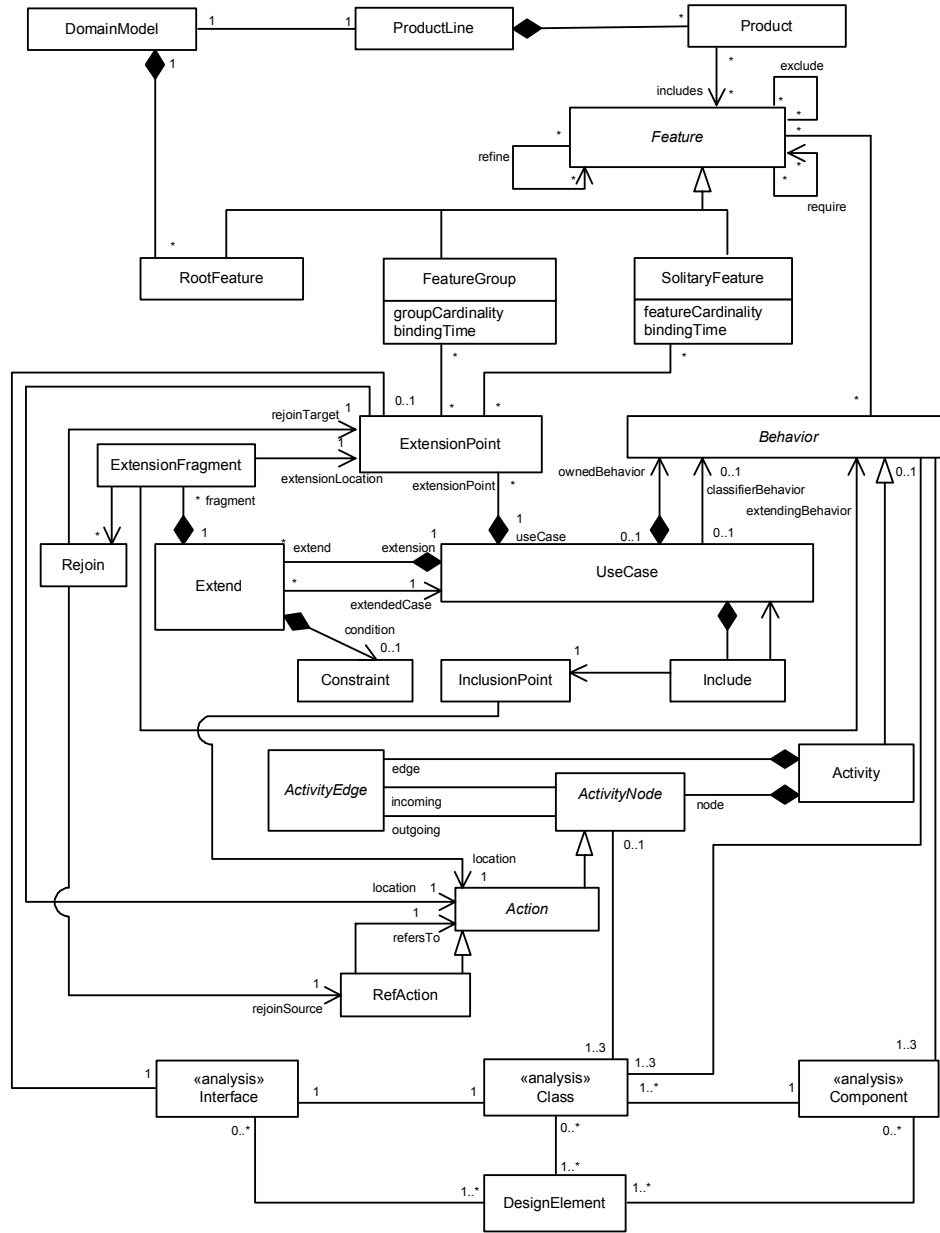 DomainModel
1
1
ProductLine
*
Product
1
*
exclude
includes
*
*
*
*
Feature
*
refine
*
*
*
*
require
*
RootFeature
FeatureGroup
groupCardinality
bindingTime
SolitaryFeature
featureCardinality
bindingTime
*
*
0..1
*
*
*
rejoinTarget
1
ExtensionPoint
Behavior
ExtensionFragment
1
extensionLocation
extensionPoint
*
ownedBehavior
0..1
classifierBehavior
0..1
extendingBehavior
* fragment
*
1
1
useCase
0..1
0..1
Rejoin
Extend
*
extend
extension
1
UseCase
*
1
extendedCase
condition
0..1
Constraint
InclusionPoint
1
Include
ActivityEdge
edge
incoming
outgoing
ActivityNode
node
Activity
0..1
location
1
location
1
Action
1
refersTo
RefAction
1
rejoinSource
1..3
1..3
1..3
1
«analysis»
Interface
1
1
«analysis»
Class
1..*
1
«analysis»
Component
0..*
0..*
0..*
1..*
1..*
1..*
DesignElement